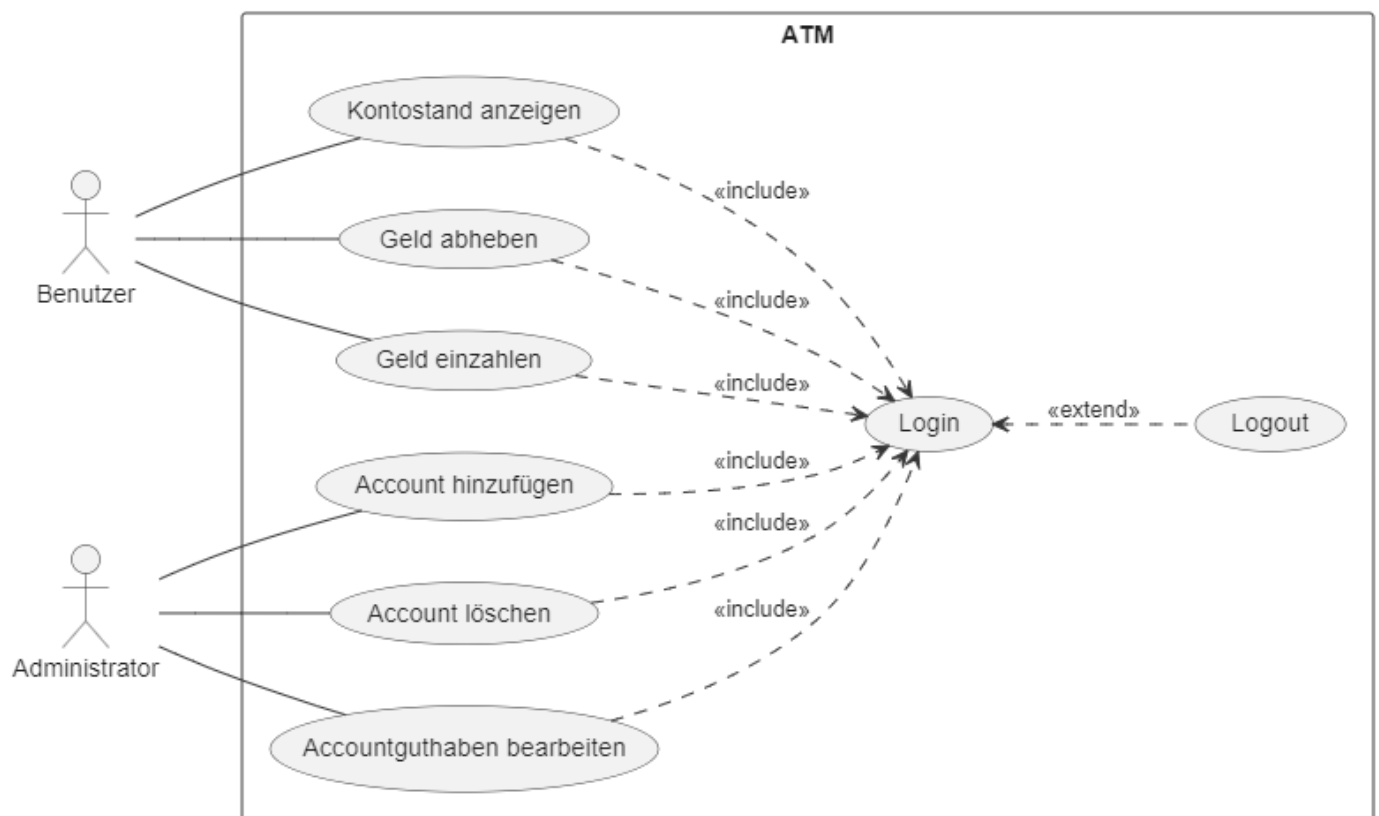 ATM
Kontostand anzeigen
«include»
Geld abheben
Benutzer
«include»
Geld einzahlen
«include»
Login
«extend»
Logout
«include»
Account hinzufügen
«include»
Account löschen
«include»
Administrator
Accountguthaben bearbeiten